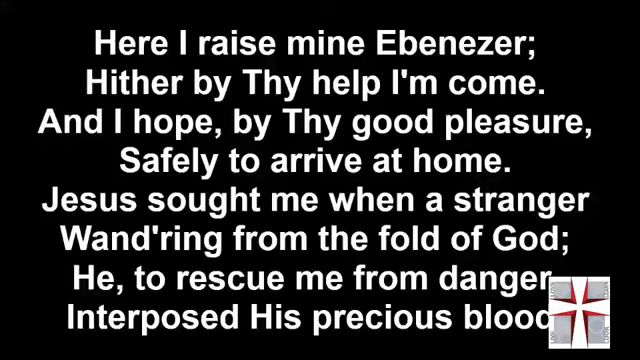 Here I raise mine Ebenezer;
Hither by Thy help I'm come.
And I hope, by Thy good pleasure,
Safely to arrive at home.
Jesus sought me when a stranger
Wand'ring from the fold of God;
He, to rescue me from danger
Interposed His precious blood